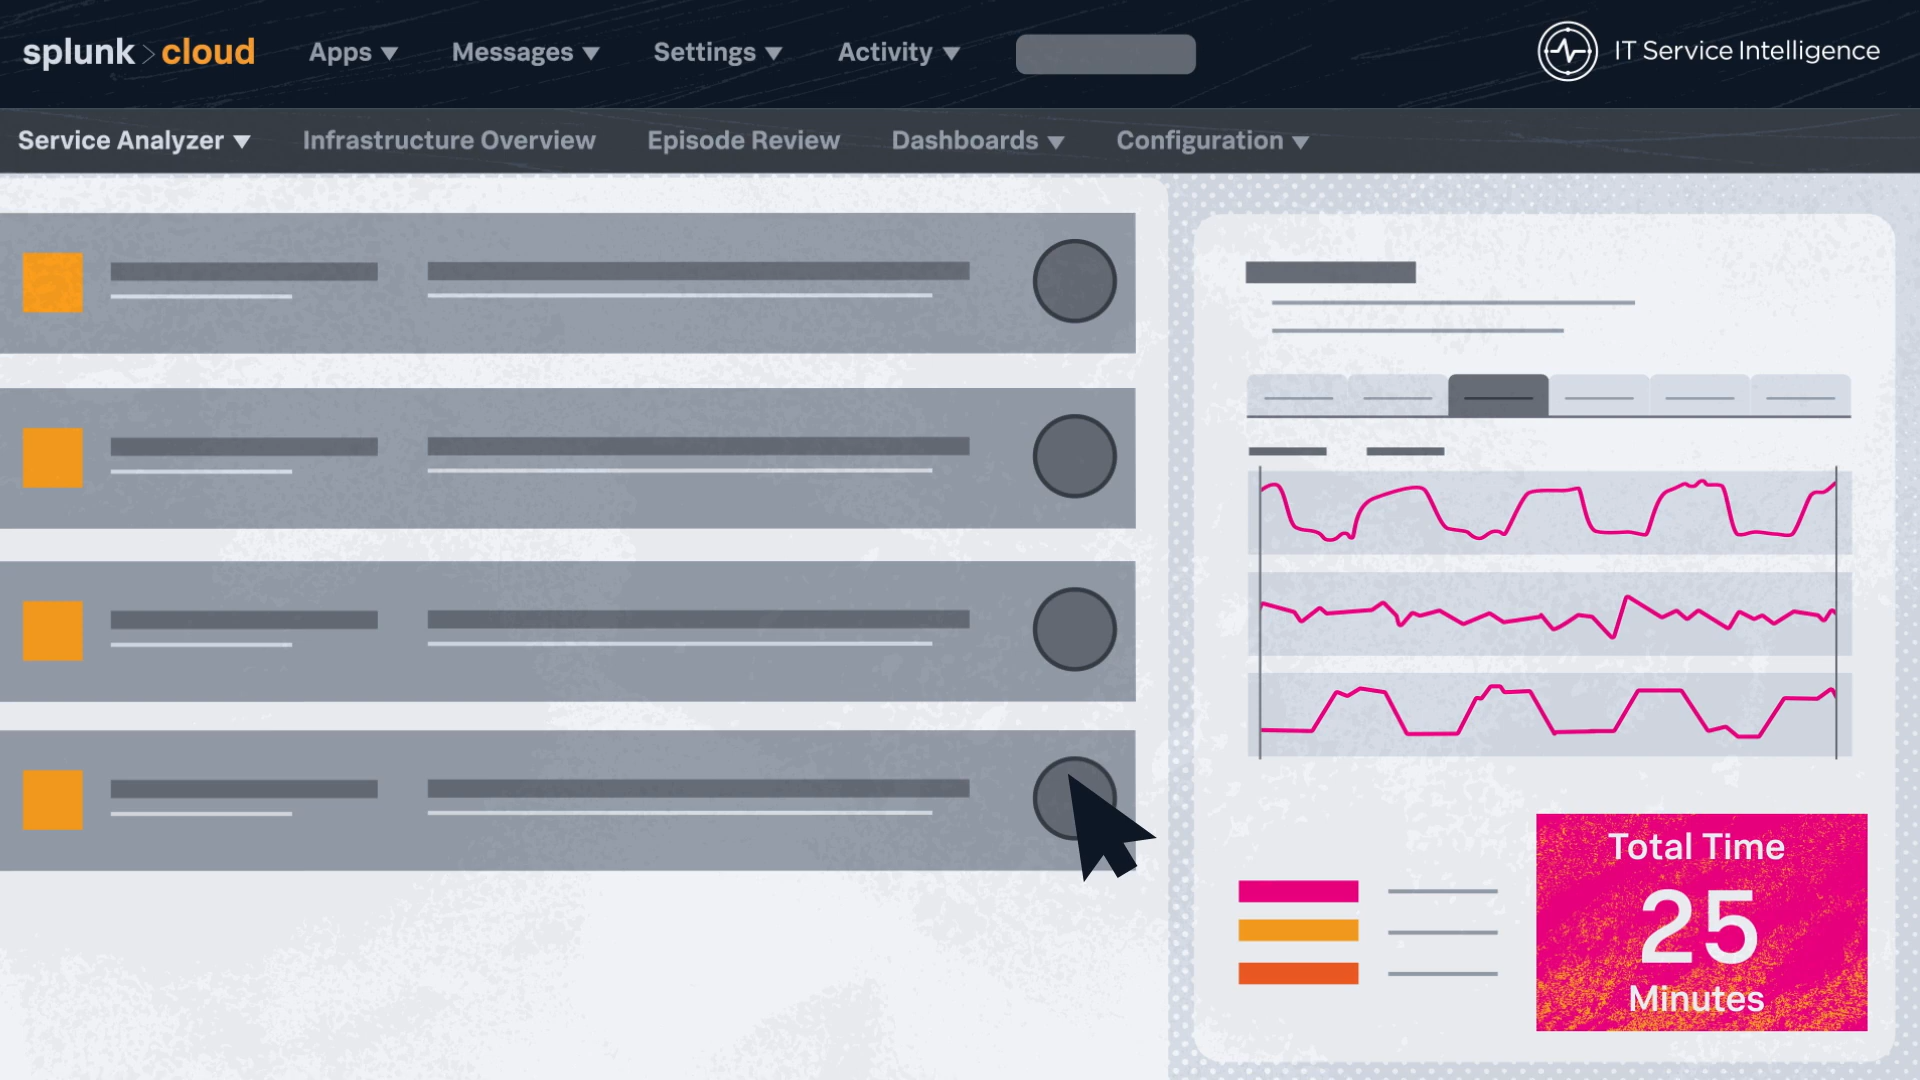 splunk>cloud Apps Messages Settings Activity IT Service Intelligence
Service Analyzer Infrastructure Overview Episode Review Dashboards Configuration
Total Time
25
Minutes